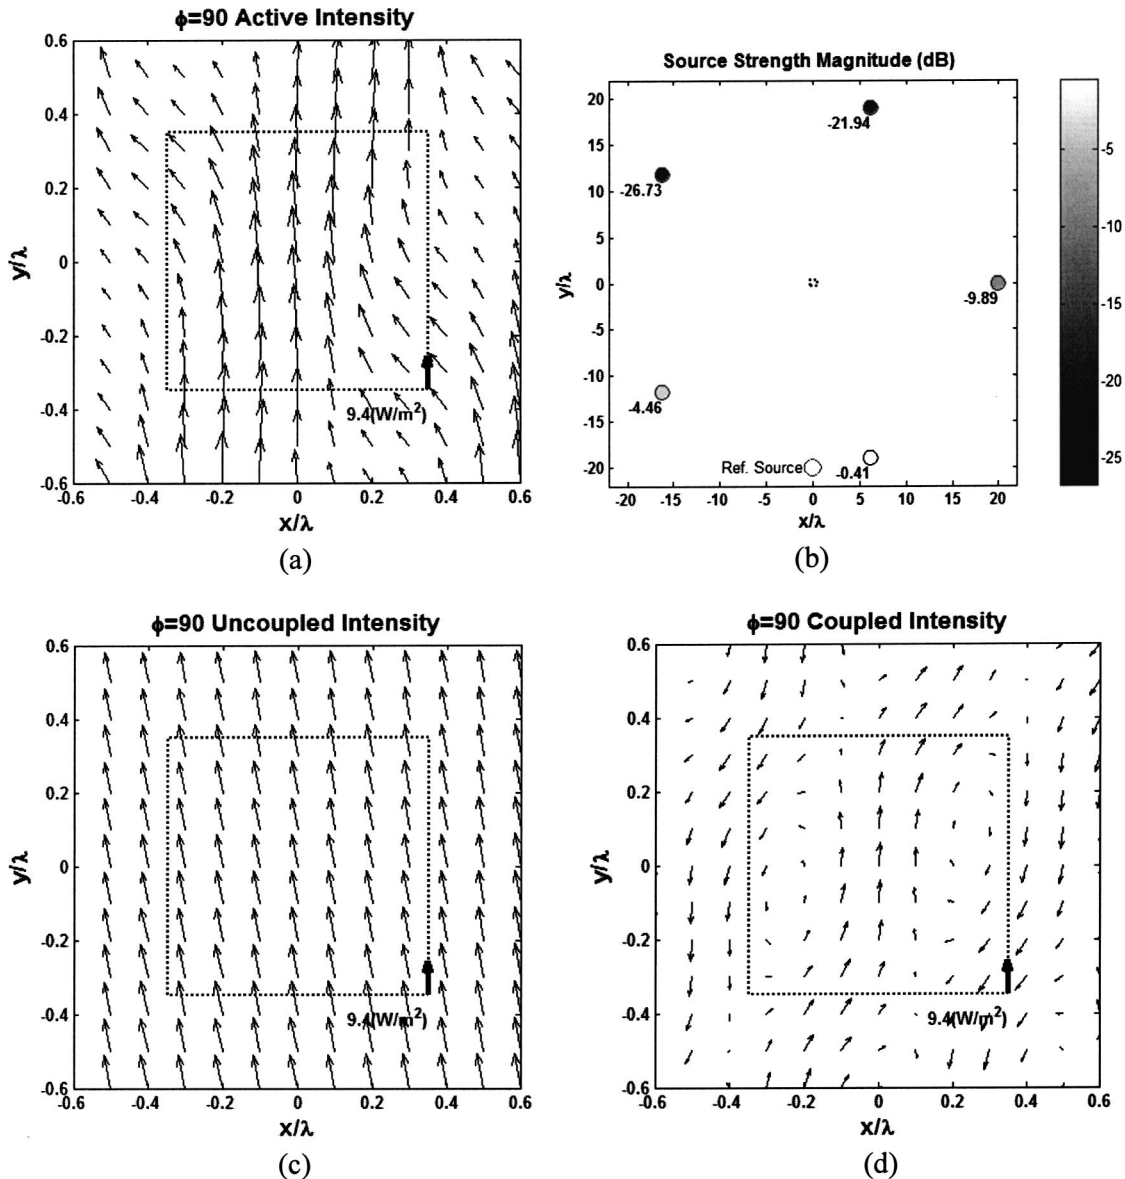 ϕ=90 Active Intensity
0.6
0.4
0.2
0
-0.2
-0.4
-0.6
y/λ
-0.6 -0.4 -0.2 0 0.2 0.4 0.6
x/λ
9.4(W/m²)
(a)
Source Strength Magnitude (dB)
20
15
10
5
0
-5
-10
-15
-20
y/λ
-20 -15 -10 -5 0 5 10 15 20
x/λ
-21.94
-26.73
-9.89
-4.46
Ref. Source
-0.41
-5
-10
-15
-20
-25
(b)
ϕ=90 Uncoupled Intensity
0.6
0.4
0.2
0
-0.2
-0.4
-0.6
y/λ
-0.6 -0.4 -0.2 0 0.2 0.4 0.6
x/λ
9.4(W/m²)
(c)
ϕ=90 Coupled Intensity
0.6
0.4
0.2
0
-0.2
-0.4
-0.6
y/λ
-0.6 -0.4 -0.2 0 0.2 0.4 0.6
x/λ
9.4(W/m²)
(d)